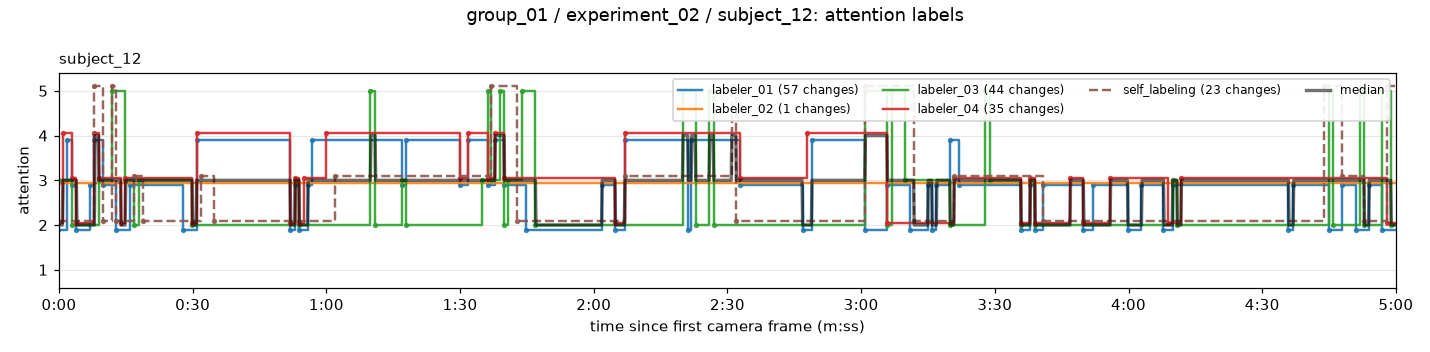 group_01 / experiment_02 / subject_12: attention labels
subject_12
labeler_01 (57 changes)
labeler_02 (1 changes)
labeler_03 (44 changes)
labeler_04 (35 changes)
self_labeling (23 changes)
median
attention
5
4
3
2
1
0:00 0:30 1:00 1:30 2:00 2:30 3:00 3:30 4:00 4:30 5:00
time since first camera frame (m:ss)